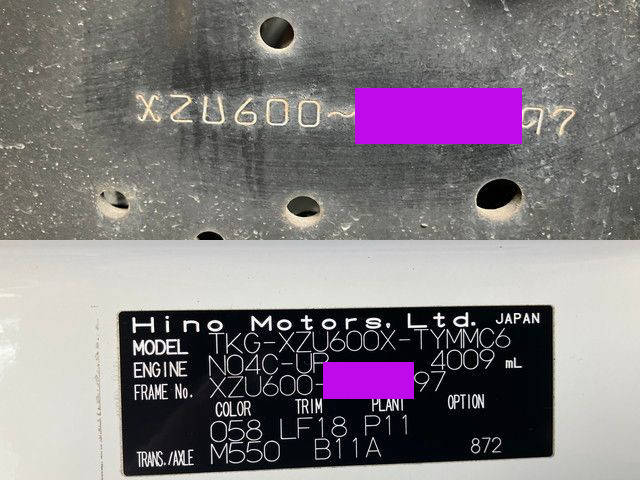 XZU600~ 97
Hino Motors, Ltd. JAPAN
MODEL TKG-XZU600X-TYMMC6
ENGINE N04C-UP 4009 mL
FRAME No. XZU600- 97
COLOR TRIM PLANT OPTION
058 LF18 P11
TRANS./AXLE M550 B11A 872